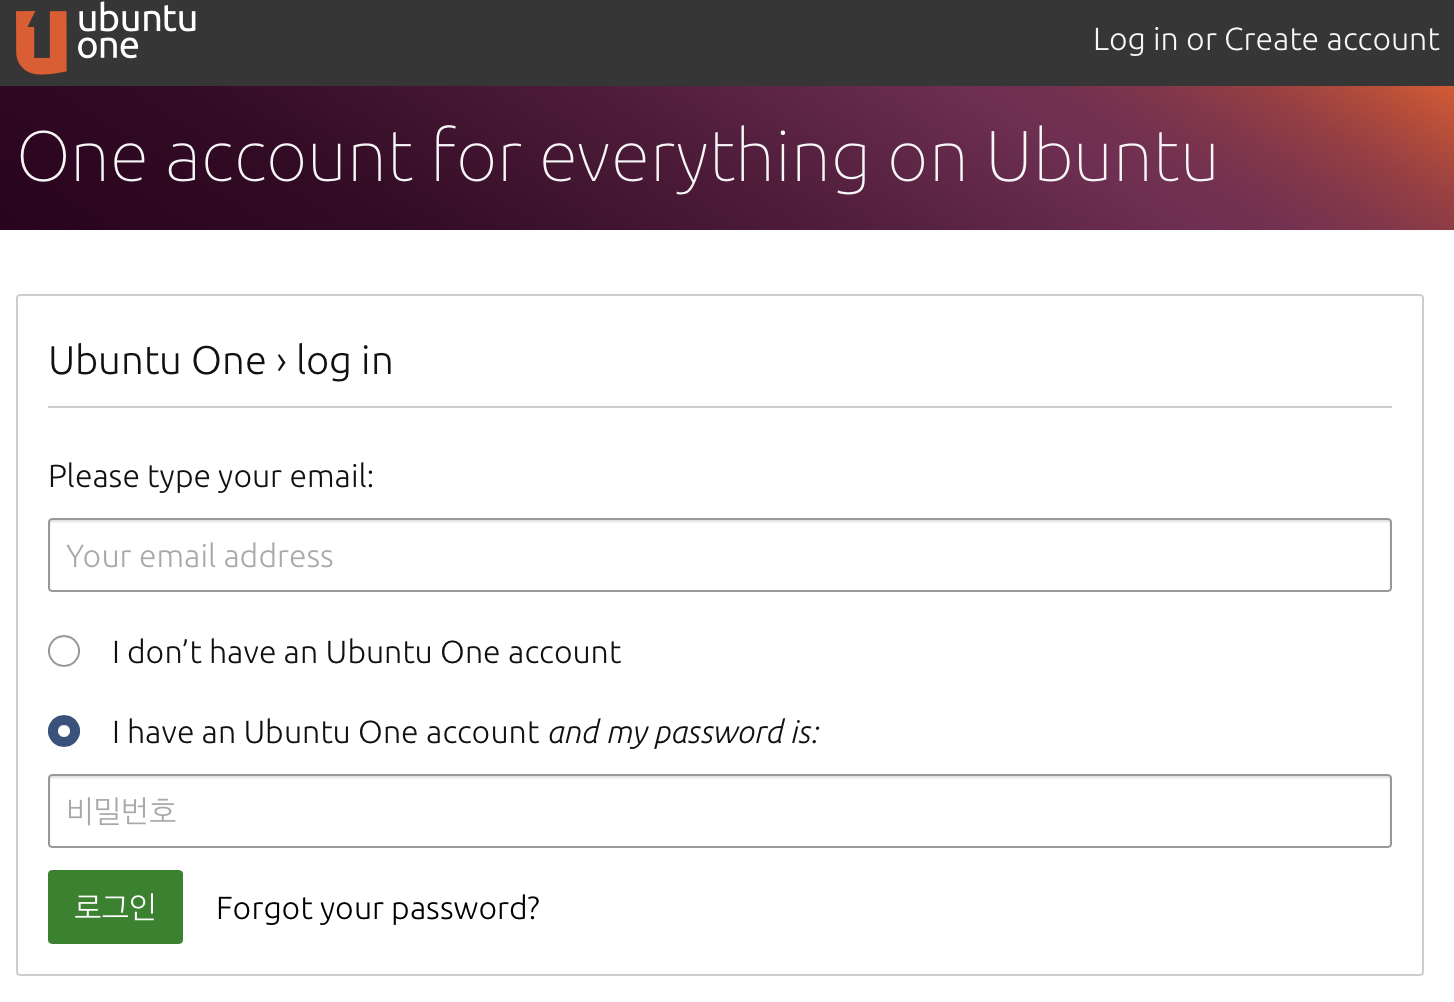 ubuntu
one
Log in or Create account
One account for everything on Ubuntu
Ubuntu One › log in
Please type your email:
Your email address
I don’t have an Ubuntu One account
I have an Ubuntu One account and my password is:
비밀번호
로그인 Forgot your password?